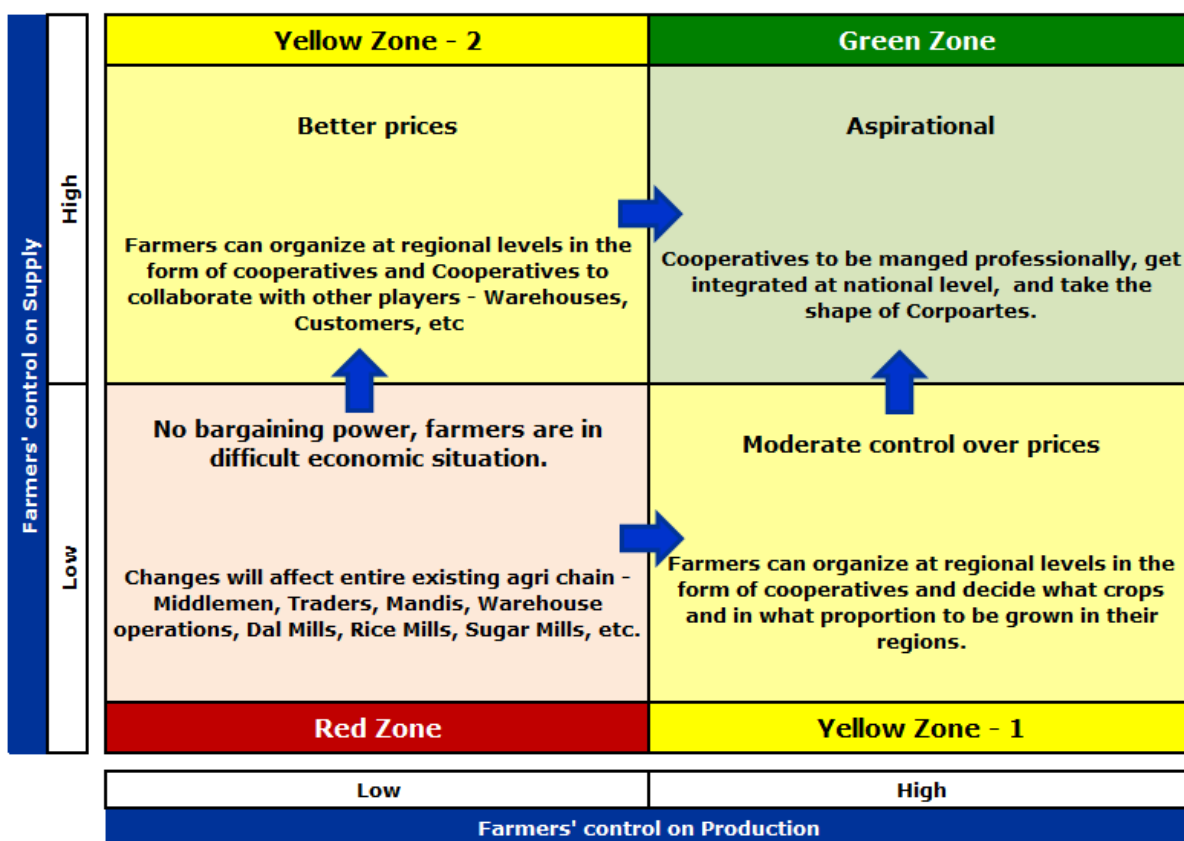 Yellow Zone - 2
Green Zone
Farmers' control on Supply
High
Better prices
Farmers can organize at regional levels in the
form of cooperatives and Cooperatives to
collaborate with other players - Warehouses,
Customers, etc
Aspirational
Cooperatives to be manged professionally, get
integrated at national level, and take the
shape of Corpoartes.
Low
No bargaining power, farmers are in
difficult economic situation.
Changes will affect entire existing agri chain -
Middlemen, Traders, Mandis, Warehouse
operations, Dal Mills, Rice Mills, Sugar Mills, etc.
Moderate control over prices
Farmers can organize at regional levels in the
form of cooperatives and decide what crops
and in what proportion to be grown in their
regions.
Red Zone
Yellow Zone - 1
Low
High
Farmers' control on Production